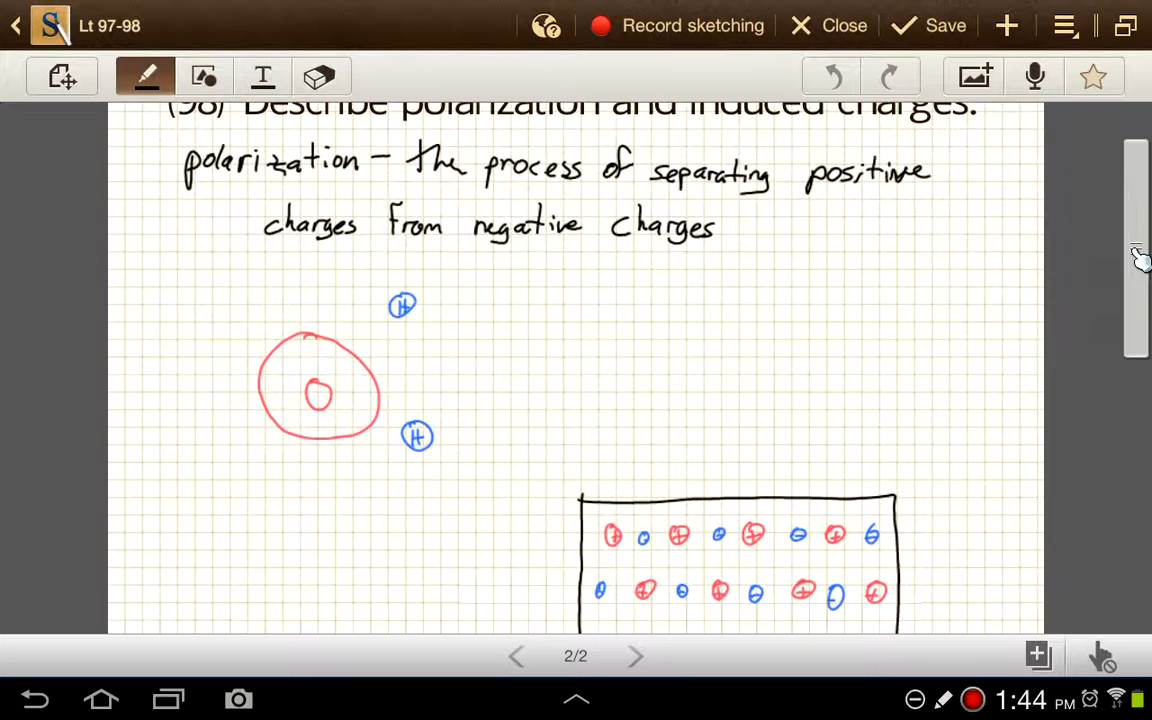 S Lt 97-98 Record sketching Close Save
T
(98) Describe polarization and induced charges.
polarization - the process of separating positive
charges from negative charges
H
O
H
+ - + - + - + -
- + - + - + - +
2/2
1:44 PM